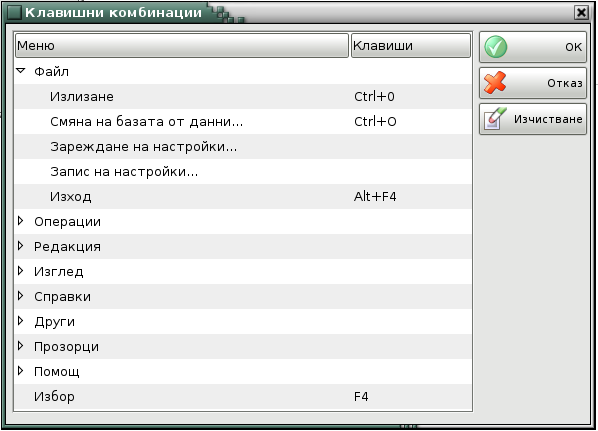 Клавишни комбинации
Меню Клавиши
Файл
Излизане Ctrl+0
Смяна на базата от данни... Ctrl+O
Зареждане на настройки...
Запис на настройки...
Изход Alt+F4
Операции
Редакция
Изглед
Справки
Други
Прозорци
Помощ
Избор F4
ОК
Отказ
Изчистване